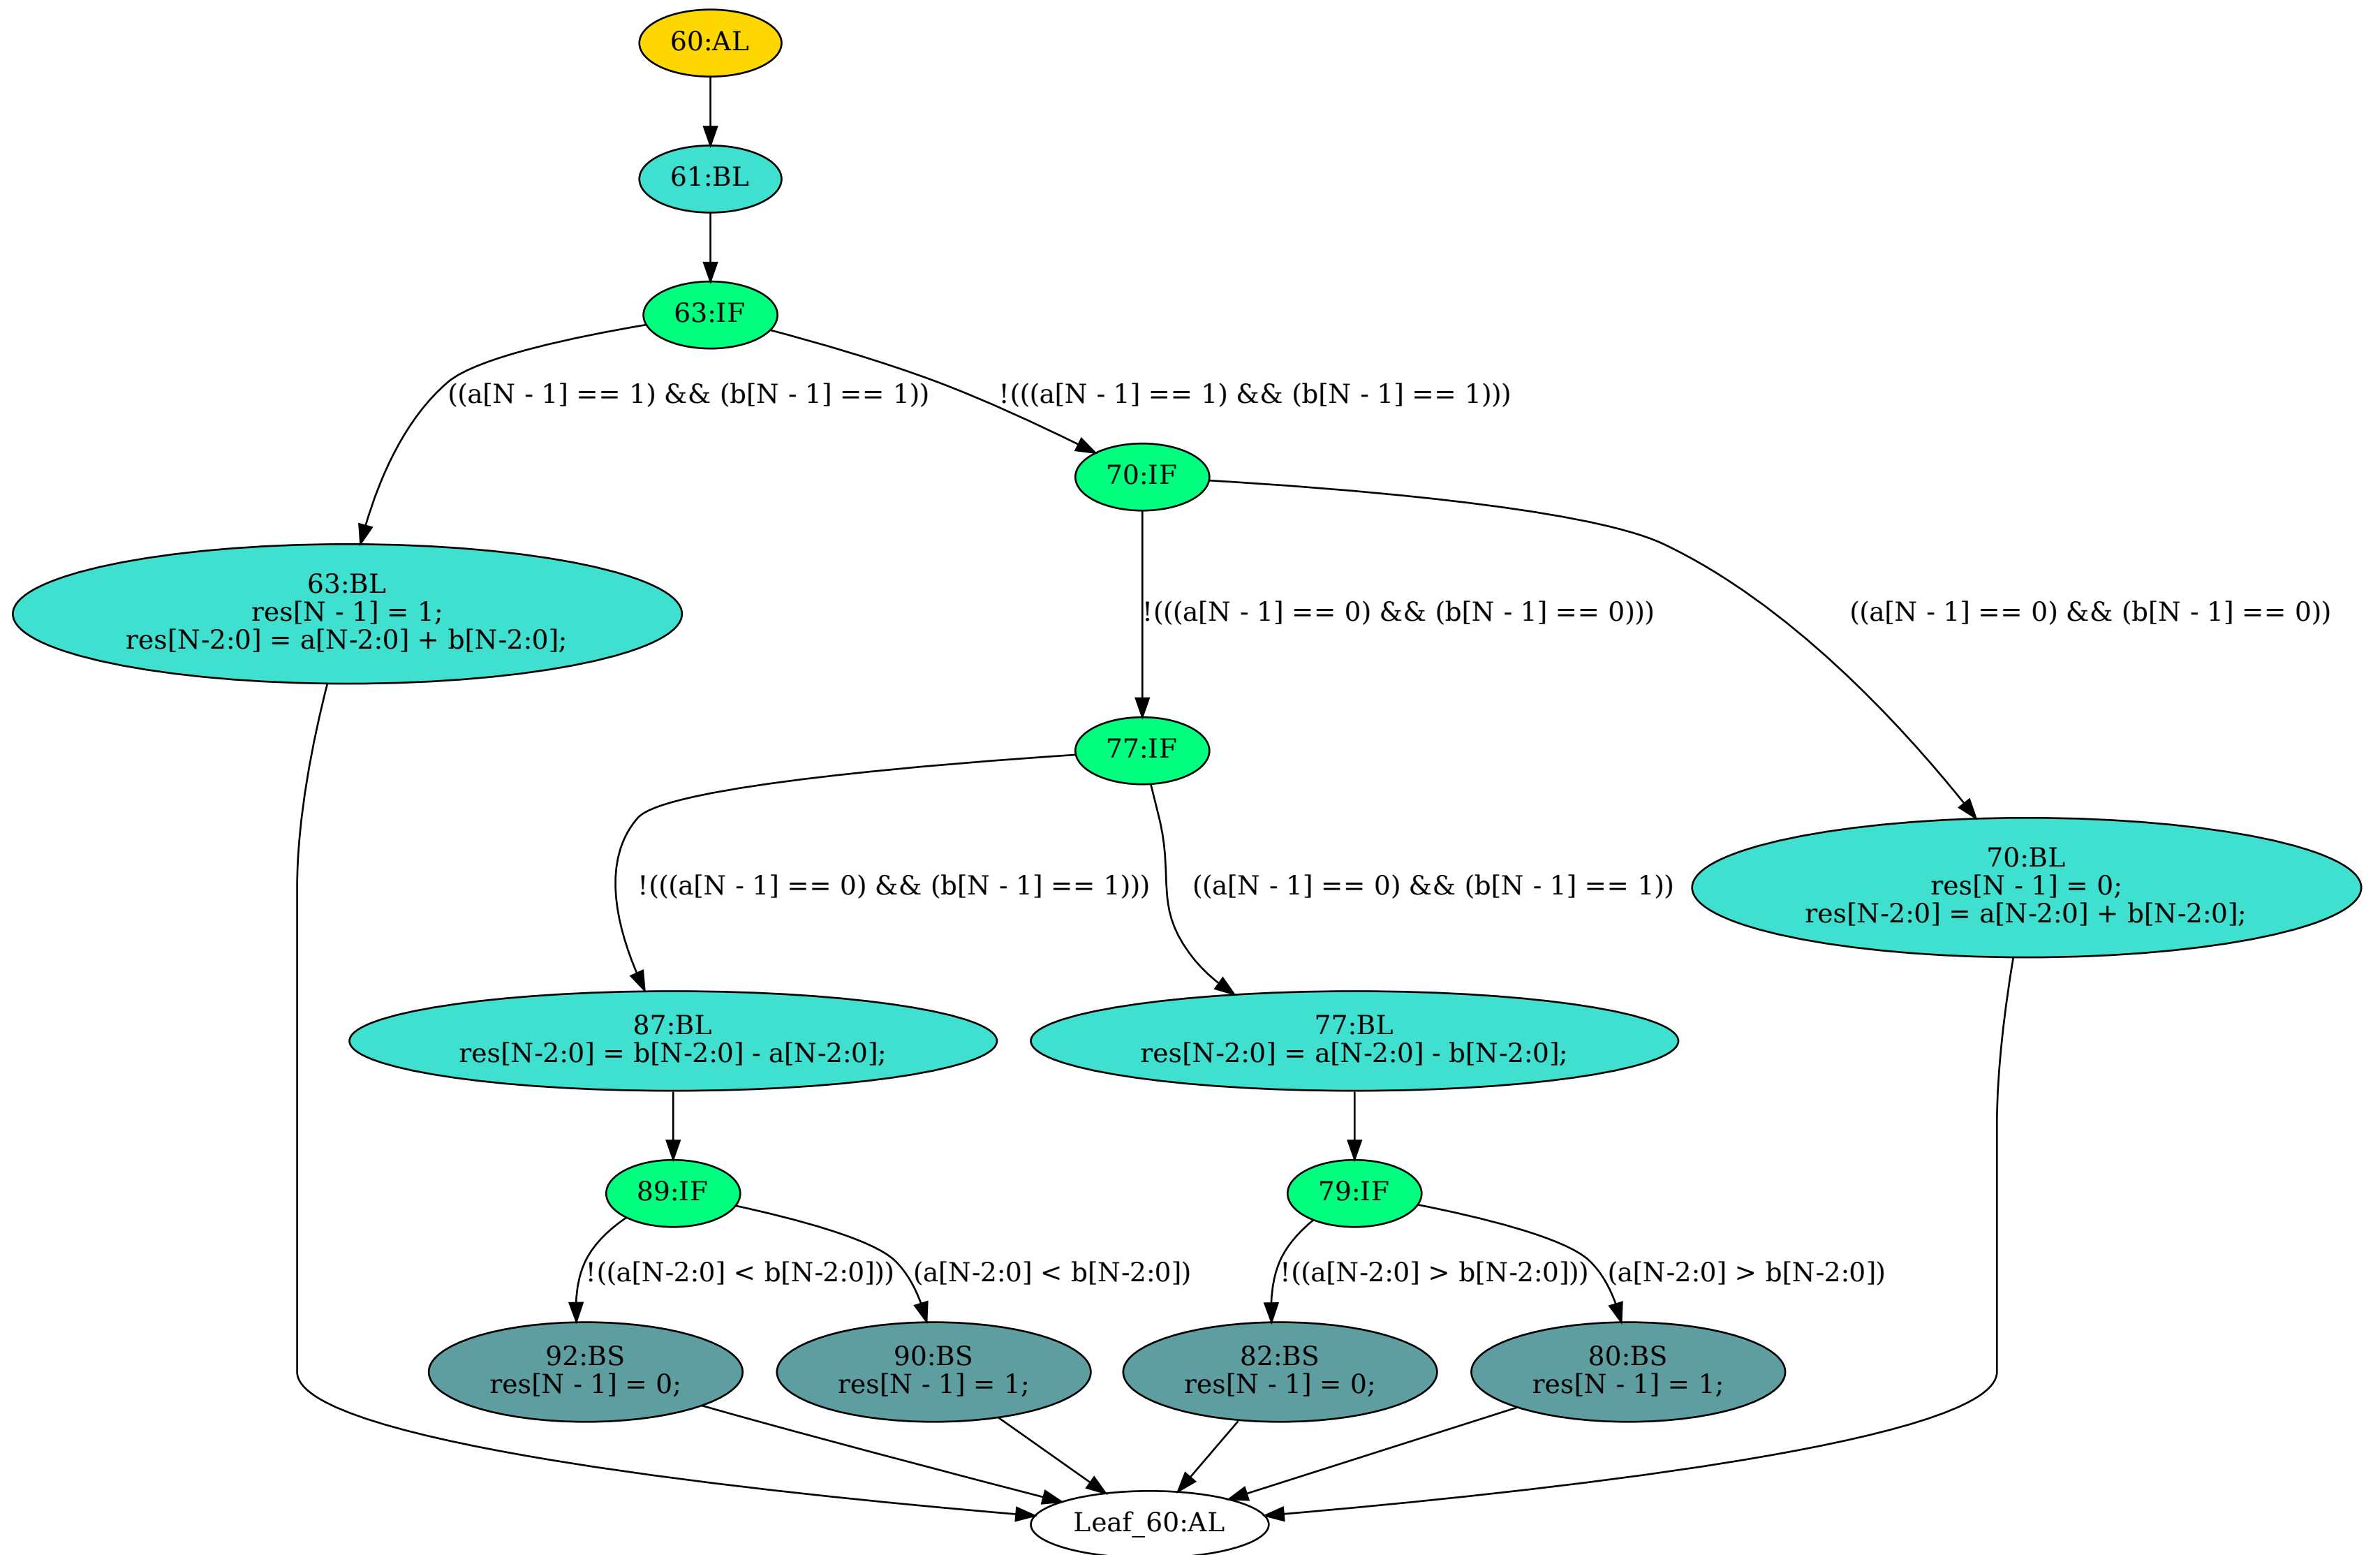 60:AL
61:BL
63:IF
((a[N - 1] == 1) && (b[N - 1] == 1))
!(((a[N - 1] == 1) && (b[N - 1] == 1)))
70:IF
63:BL
res[N - 1] = 1;
res[N-2:0] = a[N-2:0] + b[N-2:0];
!(((a[N - 1] == 0) && (b[N - 1] == 0)))
((a[N - 1] == 0) && (b[N - 1] == 0))
77:IF
!(((a[N - 1] == 0) && (b[N - 1] == 1)))
((a[N - 1] == 0) && (b[N - 1] == 1))
70:BL
res[N - 1] = 0;
res[N-2:0] = a[N-2:0] + b[N-2:0];
87:BL
res[N-2:0] = b[N-2:0] - a[N-2:0];
77:BL
res[N-2:0] = a[N-2:0] - b[N-2:0];
89:IF
79:IF
!((a[N-2:0] < b[N-2:0]))
(a[N-2:0] < b[N-2:0])
!((a[N-2:0] > b[N-2:0]))
(a[N-2:0] > b[N-2:0])
92:BS
res[N - 1] = 0;
90:BS
res[N - 1] = 1;
82:BS
res[N - 1] = 0;
80:BS
res[N - 1] = 1;
Leaf_60:AL